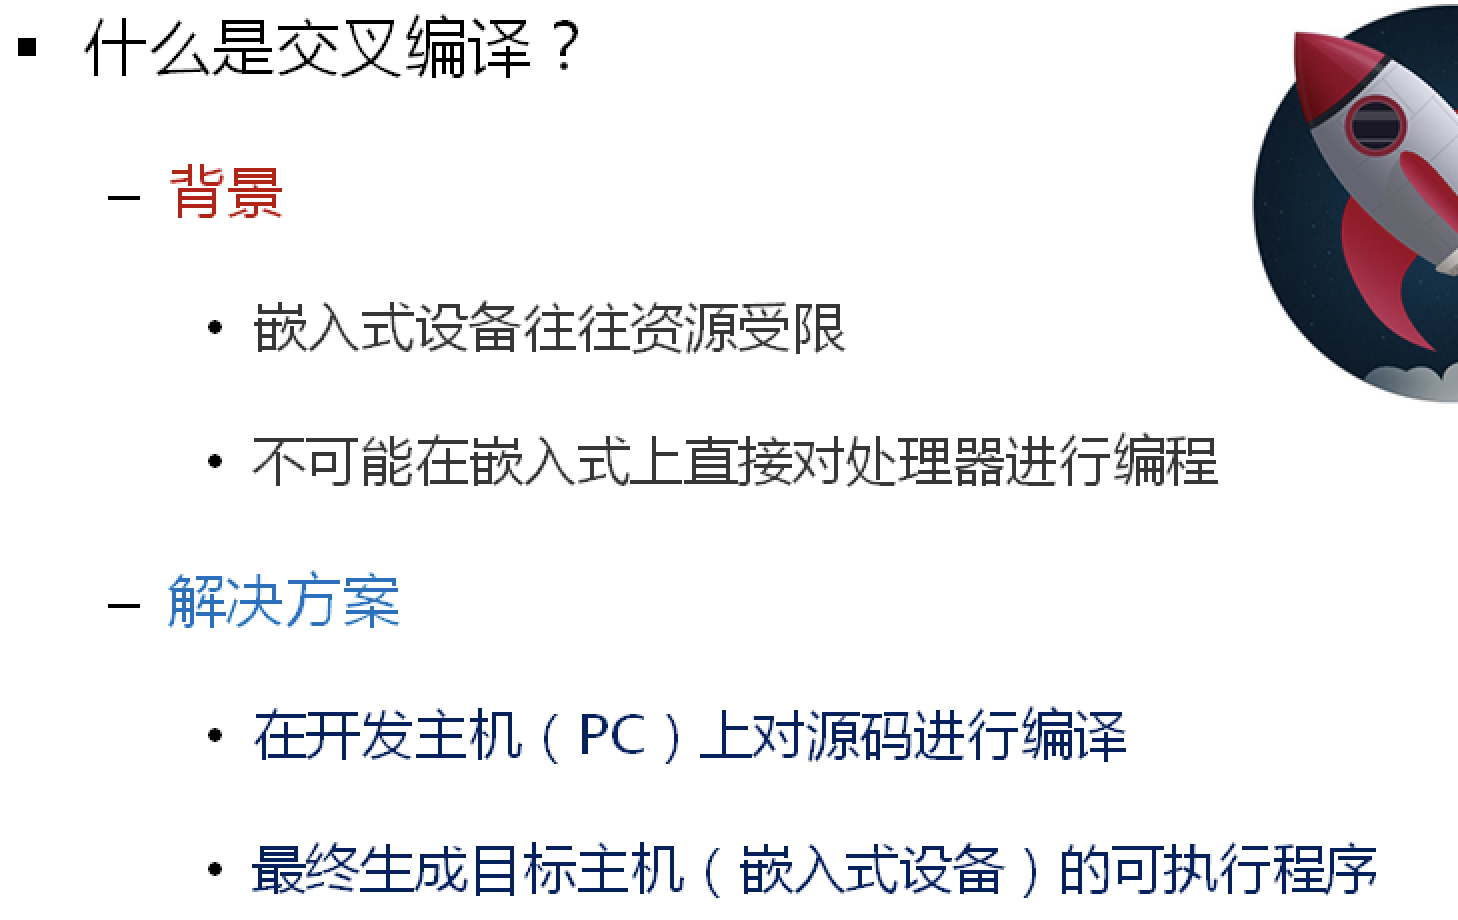 什么是交叉编译？
背景
嵌入式设备往往资源受限
不可能在嵌入式上直接对处理器进行编程
解决方案
在开发主机（PC）上对源码进行编译
最终生成目标主机（嵌入式设备）的可执行程序